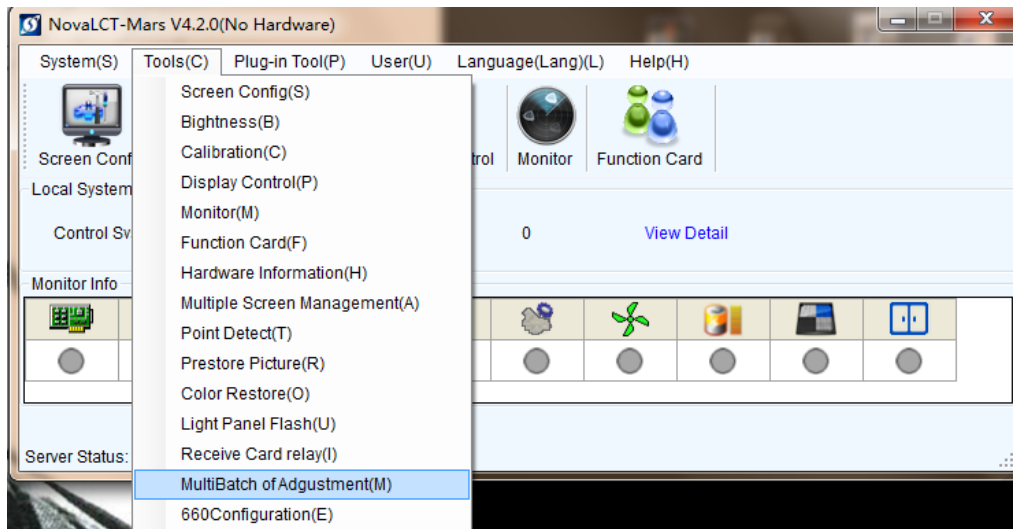 NovaLCT-Mars V4.2.0(No Hardware)
System(S) Tools(C) Plug-in Tool(P) User(U) Language(Lang)(L) Help(H)
Screen Config(S)
Bightness(B)
Calibration(C)
Display Control(P)
Monitor(M)
Function Card(F)
Hardware Information(H)
Multiple Screen Management(A)
Point Detect(T)
Prestore Picture(R)
Color Restore(O)
Light Panel Flash(U)
Receive Card relay(I)
MultiBatch of Adgustment(M)
660Configuration(E)
Screen Conf trol Monitor Function Card
Local System
Control Sy 0 View Detail
Monitor Info
Server Status: